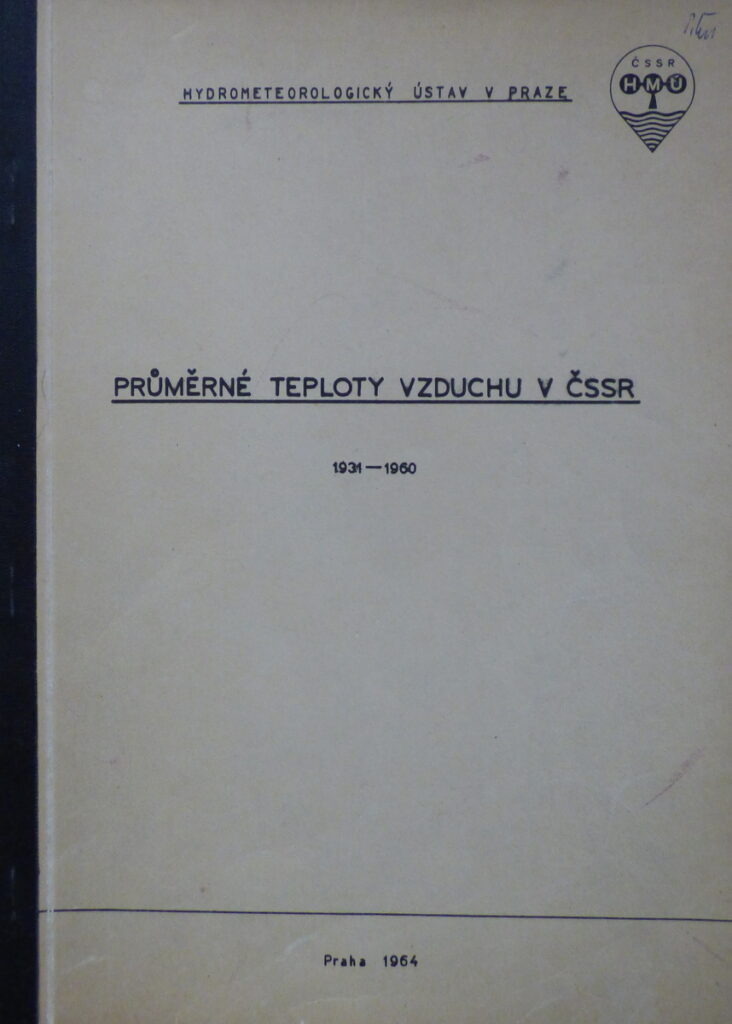 HYDROMETEOROLOGICKÝ ÚSTAV V PRAZE
ČSSR
HMÚ
PRŮMĚRNÉ TEPLOTY VZDUCHU V ČSSR
1931—1960
Praha 1964